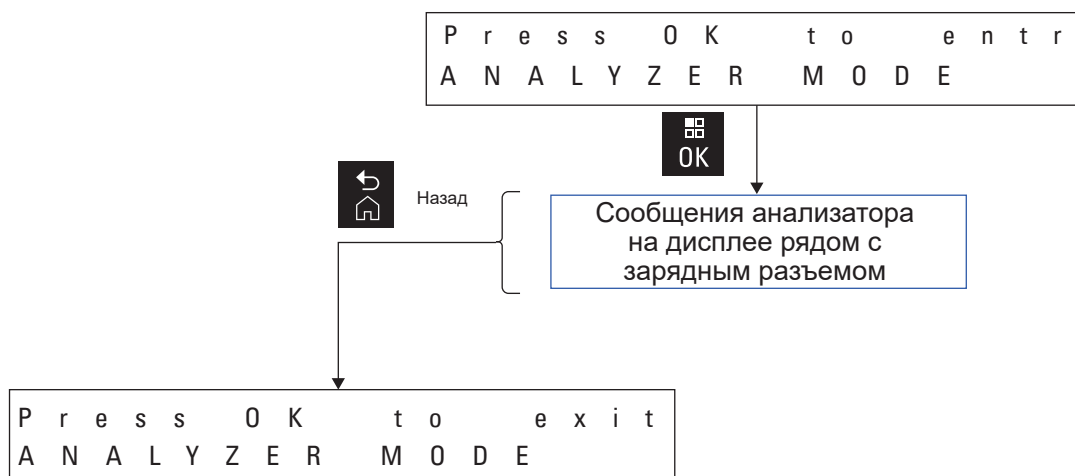 Press OK to entr
ANALYZER MODE
OK
Назад
Сообщения анализатора
на дисплее рядом с
зарядным разъемом
Press OK to exit
ANALYZER MODE